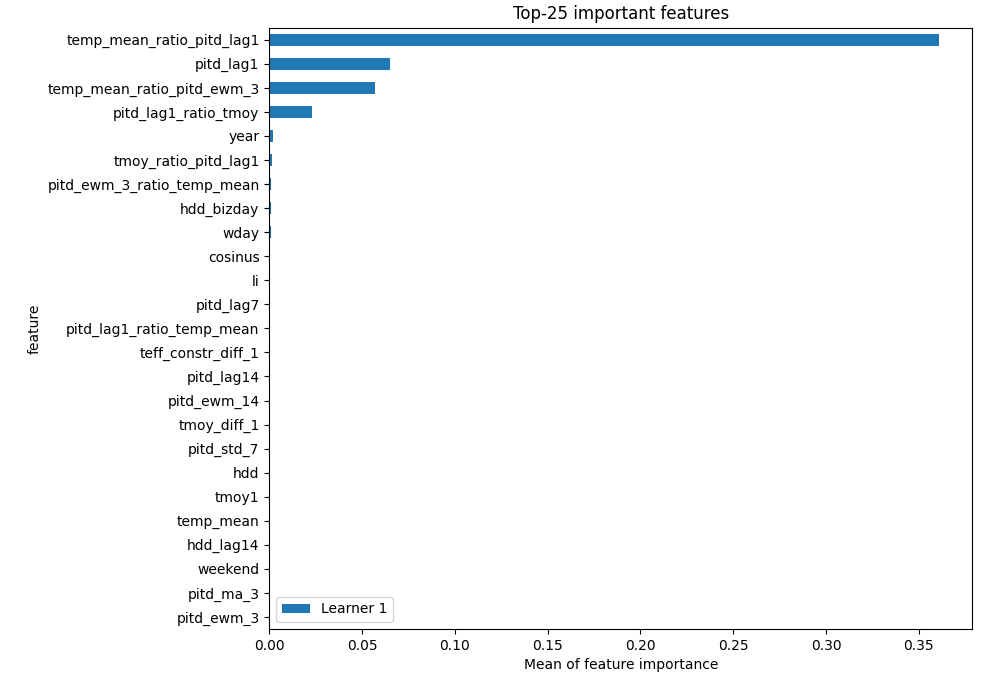 Top-25 important features
temp_mean_ratio_pitd_lag1
pitd_lag1
temp_mean_ratio_pitd_ewm_3
pitd_lag1_ratio_tmoy
year
tmoy_ratio_pitd_lag1
pitd_ewm_3_ratio_temp_mean
hdd_bizday
wday
cosinus
li
pitd_lag7
pitd_lag1_ratio_temp_mean
teff_constr_diff_1
pitd_lag14
pitd_ewm_14
tmoy_diff_1
pitd_std_7
hdd
tmoy1
temp_mean
hdd_lag14
weekend
pitd_ma_3
pitd_ewm_3
feature
Learner 1
0.00 0.05 0.10 0.15 0.20 0.25 0.30 0.35
Mean of feature importance